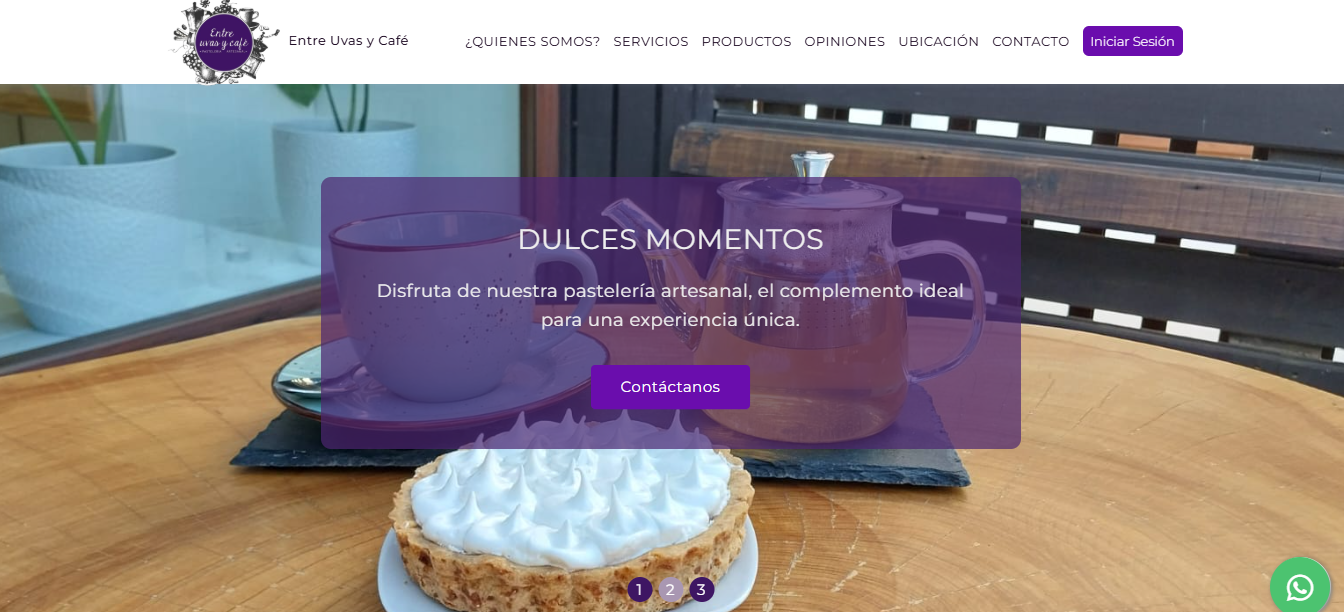 Entre
uvas y café
Entre Uvas y Café
¿QUIENES SOMOS? SERVICIOS PRODUCTOS OPINIONES UBICACIÓN CONTACTO Iniciar Sesión
DULCES MOMENTOS
Disfruta de nuestra pastelería artesanal, el complemento ideal
para una experiencia única.
Contáctanos
1 2 3